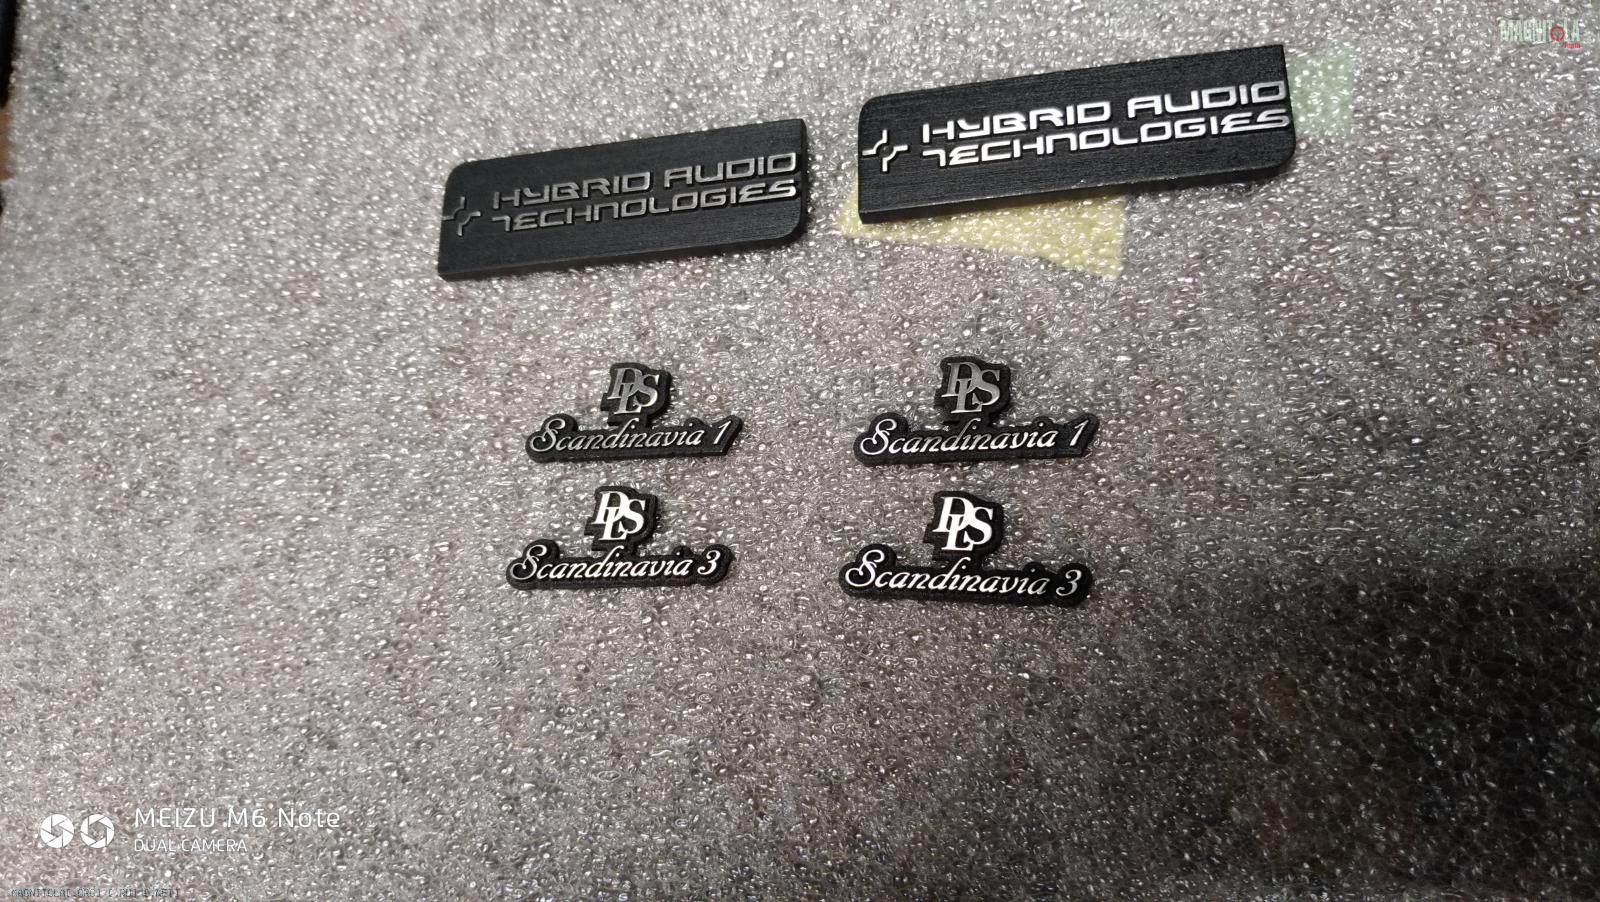 MAGNITOLA
HYBRID AUDIO
TECHNOLOGIES
HYBRID AUDIO
TECHNOLOGIES
DLS
Scandinavia 1
DLS
Scandinavia 1
DLS
Scandinavia 3
DLS
Scandinavia 3
MEIZU M6 Note
DUAL CAMERA